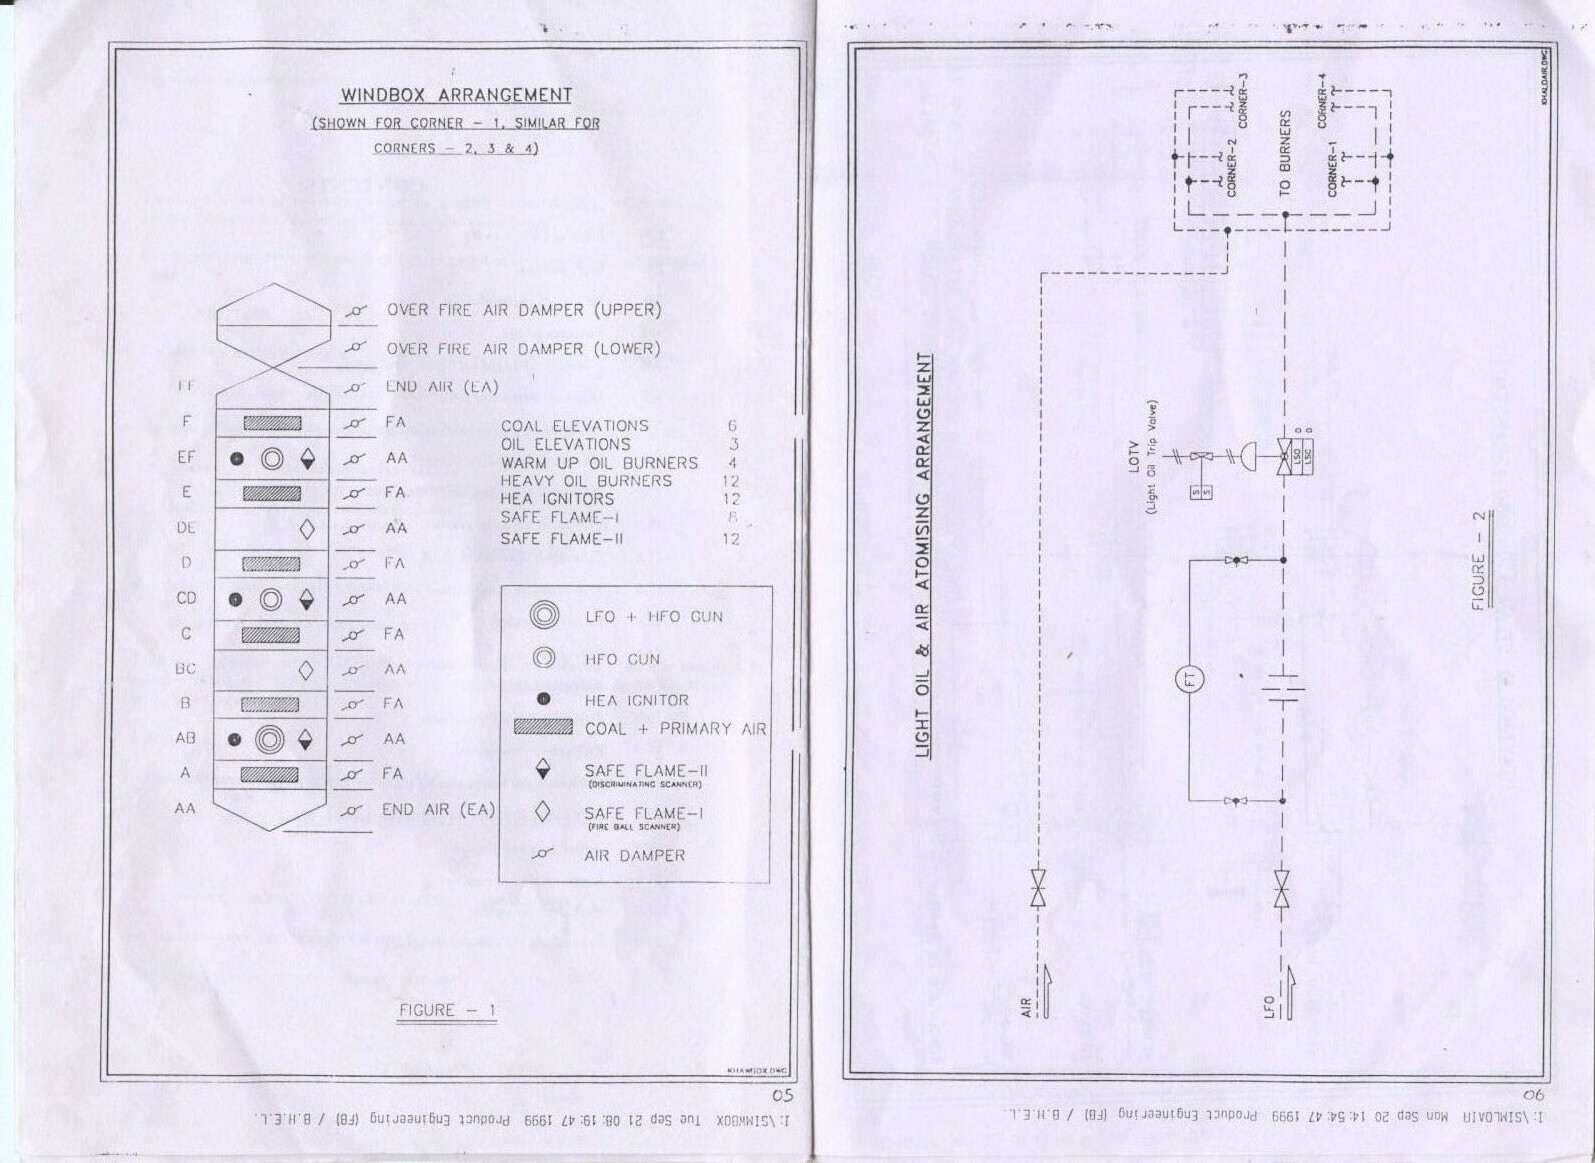 WINDBOX ARRANGEMENT
(SHOWN FOR CORNER - 1, SIMILAR FOR
CORNERS - 2, 3 & 4)
OVER FIRE AIR DAMPER (UPPER)
OVER FIRE AIR DAMPER (LOWER)
FF END AIR (EA)
F FA
EF AA
E FA
DE AA
D FA
CD AA
C FA
BC AA
B FA
AB AA
A FA
AA END AIR (EA)
COAL ELEVATIONS 6
OIL ELEVATIONS 3
WARM UP OIL BURNERS 4
HEAVY OIL BURNERS 12
HEA IGNITORS 12
SAFE FLAME-I 8
SAFE FLAME-II 12
LFO + HFO GUN
HFO GUN
HEA IGNITOR
COAL + PRIMARY AIR
SAFE FLAME-II
(DISCRIMINATING SCANNER)
SAFE FLAME-I
(FIRE BALL SCANNER)
AIR DAMPER
FIGURE - 1
KHAWBOX.DWG
05
I:\SIMWBOX Tue Sep 21 08:19:47 1999 Product Engineering (FB) / B.H.E.L.
LIGHT OIL & AIR ATOMISING ARRANGEMENT
AIR
LFO
FT
LOTV
(Light Oil Trip Valve)
S
S
LSO
LSC
D
D
TO BURNERS
CORNER-2
CORNER-3
CORNER-1
CORNER-4
FIGURE - 2
KHALOAIR.DWG
06
I:\SIMLOAIR Mon Sep 20 14:54:47 1999 Product Engineering (FB) / B.H.E.L.